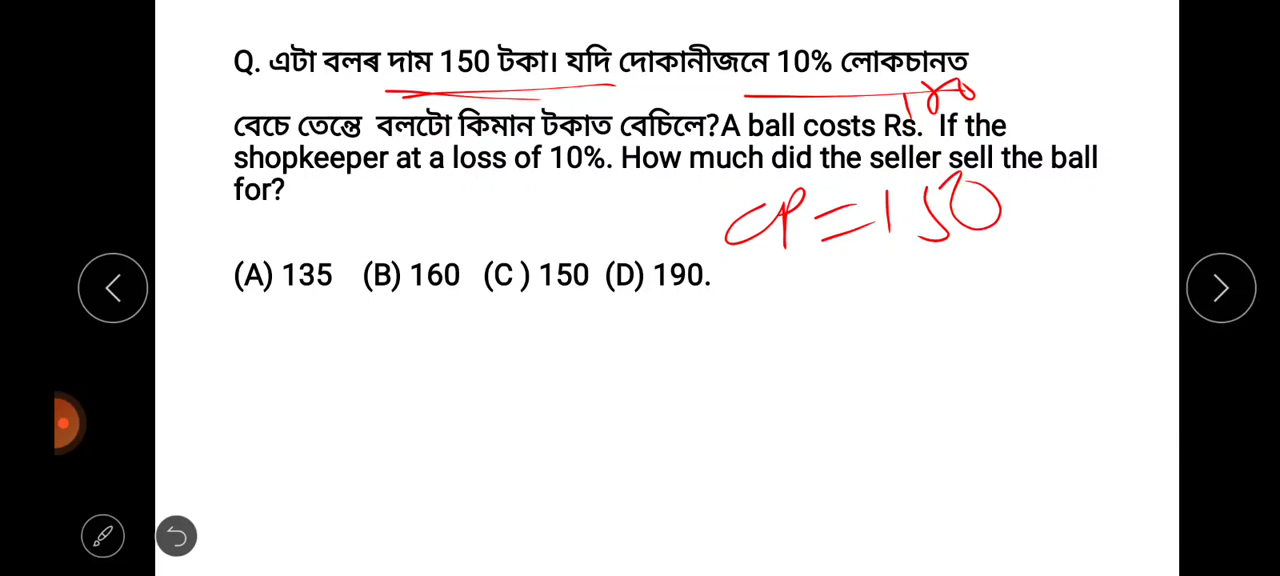 Q. এটা বলৰ দাম 150 টকা। যদি দোকানীজনে 10% লোকচানত
বেচে তেন্তে বলটো কিমান টকাত বেচিলে?A ball costs Rs. If the
shopkeeper at a loss of 10%. How much did the seller sell the ball
for?
CP = 150
(A) 135 (B) 160 (C ) 150 (D) 190.